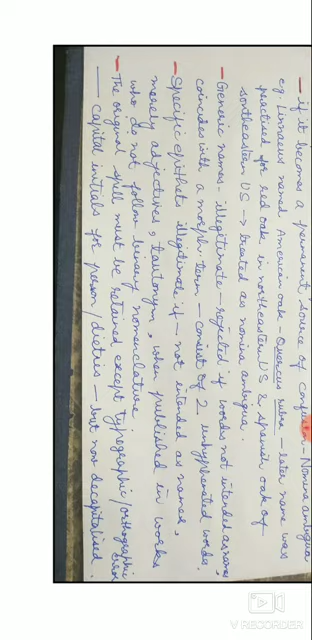 – if it becomes a permanent source of confusion – Nomina ambigua
eg. Linnaeus named American oak – Quercus rubra – later name was
practised for red oak in northeastern US & spanish oak of
southeastern US → treated as nomina ambigua.
– Generic names – illegitimate – rejected if words not intended as names,
coincides with a morph. term – consist of 2 unhyphenated words.
– Specific epithets illegitimate if – not intended as names,
merely adjectives, tautonym, when published in works
who do not follow binary nomenclature
– The original spell must be retained except typographic/orthographic error
– capital initials for person/dieties – but now decapitalised.
V RECORDER